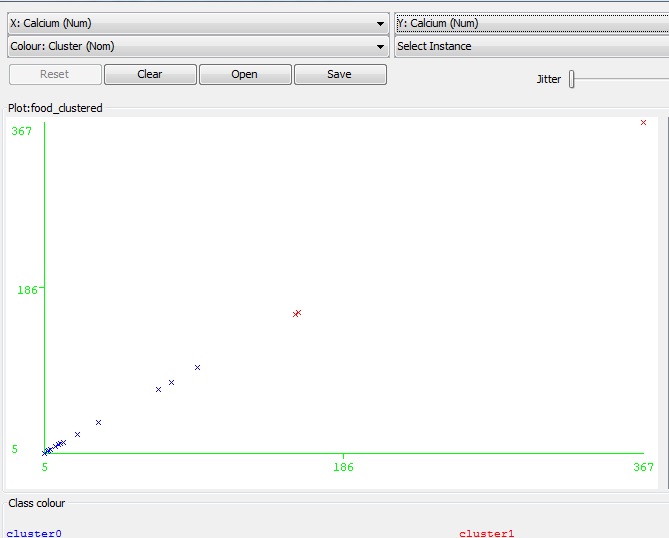 X: Calcium (Num) Y: Calcium (Num)
Colour: Cluster (Nom) Select Instance
Reset Clear Open Save Jitter
Plot:food_clustered
367
186
5
5 186 367
Class colour
cluster0 cluster1